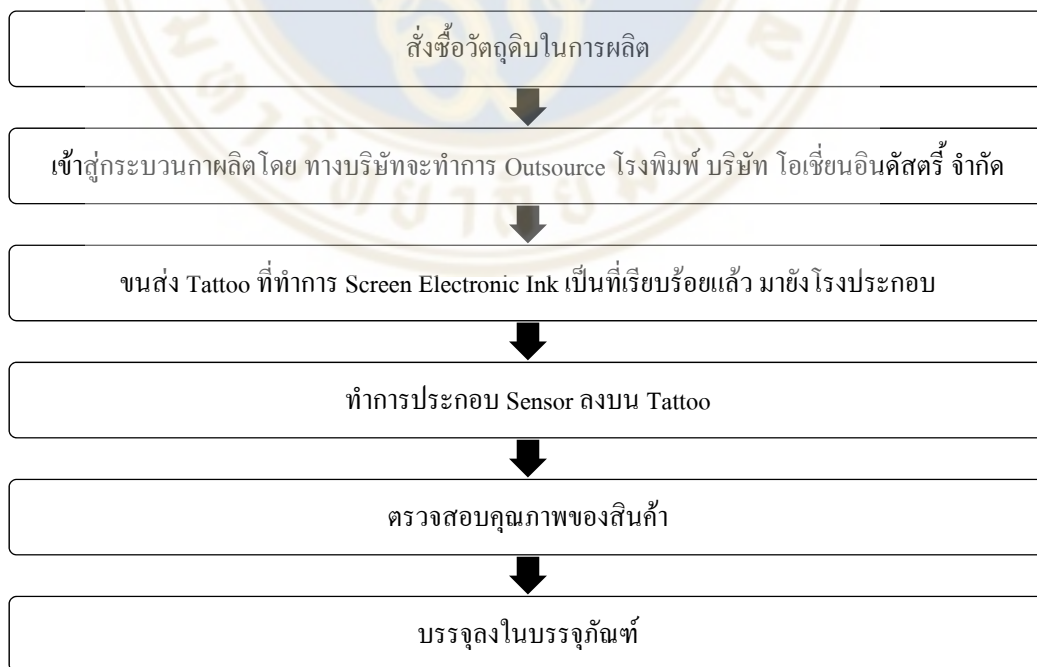 สั่งซื้อวัตถุดิบในการผลิต
เข้าสู่กระบวนกาผลิตโดย ทางบริษัทจะทำการ Outsource โรงพิมพ์ บริษัท โอเชี่ยนอินดัสตรี้ จำกัด
ขนส่ง Tattoo ที่ทำการ Screen Electronic Ink เป็นที่เรียบร้อยแล้ว มายังโรงประกอบ
ทำการประกอบ Sensor ลงบน Tattoo
ตรวจสอบคุณภาพของสินค้า
บรรจุลงในบรรจุภัณฑ์